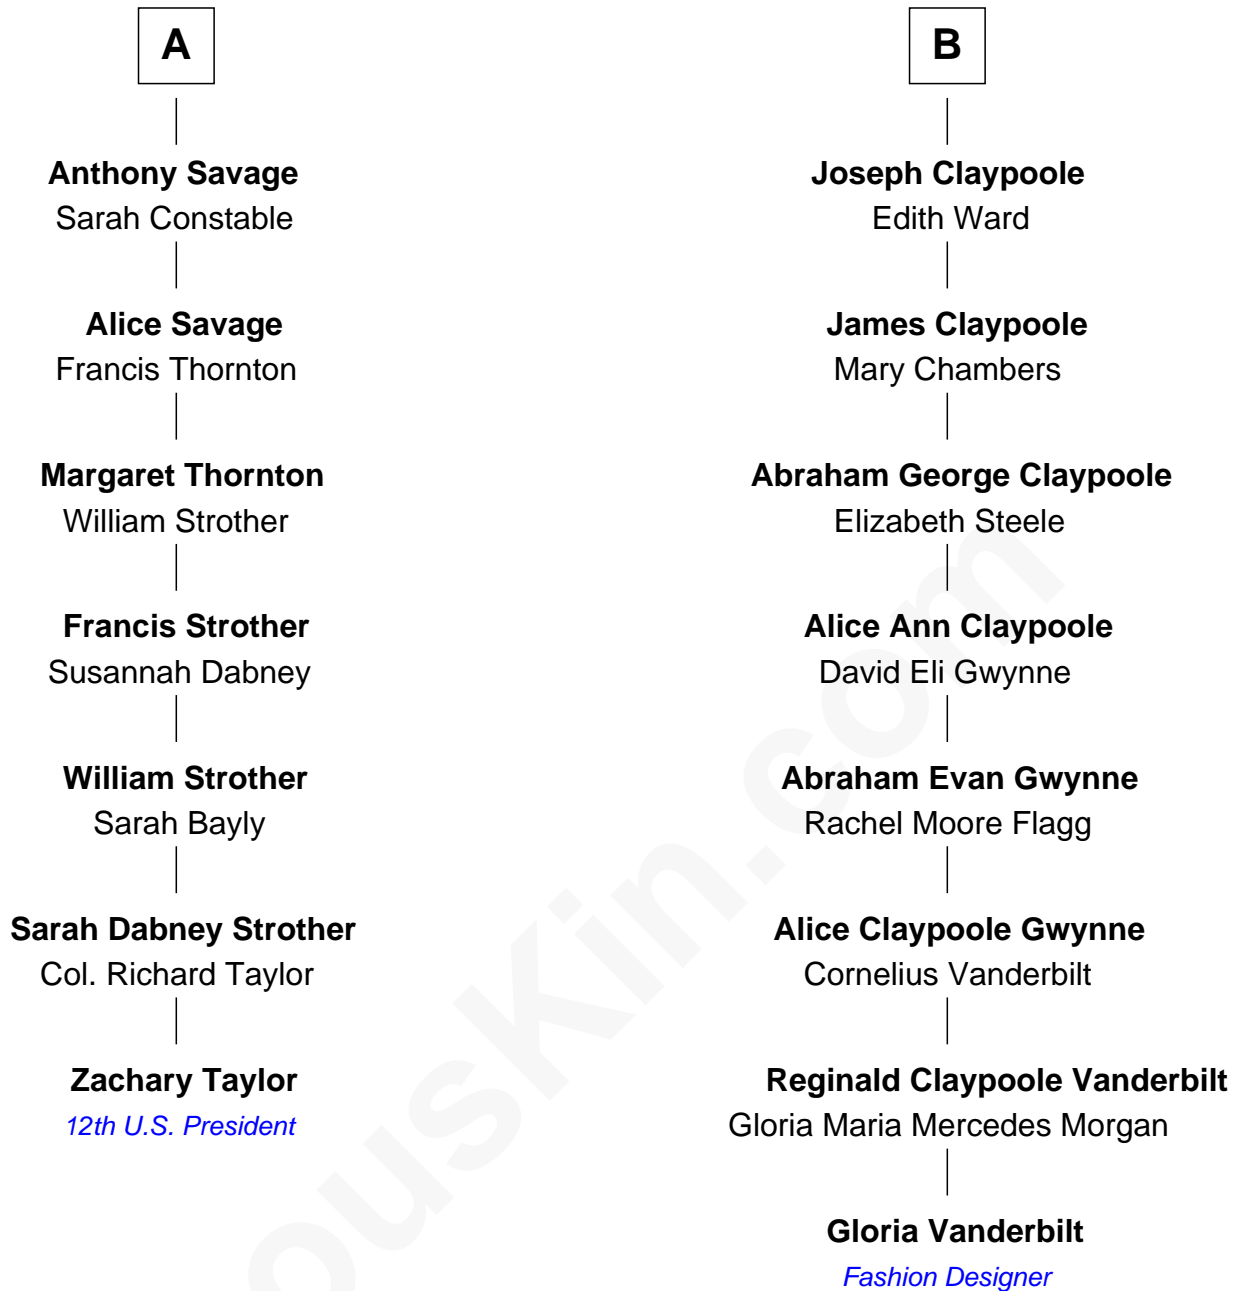 A
Anthony Savage
Sarah Constable
Alice Savage
Francis Thornton
Margaret Thornton
William Strother
Francis Strother
Susannah Dabney
William Strother
Sarah Bayly
Sarah Dabney Strother
Col. Richard Taylor
Zachary Taylor
12th U.S. President
B
Joseph Claypoole
Edith Ward
James Claypoole
Mary Chambers
Abraham George Claypoole
Elizabeth Steele
Alice Ann Claypoole
David Eli Gwynne
Abraham Evan Gwynne
Rachel Moore Flagg
Alice Claypoole Gwynne
Cornelius Vanderbilt
Reginald Claypoole Vanderbilt
Gloria Maria Mercedes Morgan
Gloria Vanderbilt
Fashion Designer
ousKin.com